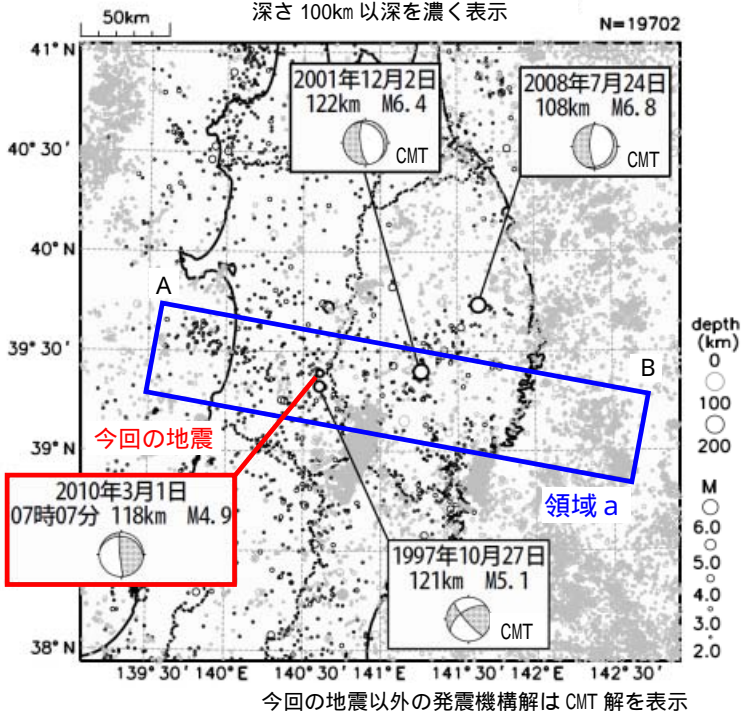 深さ 100km 以深を濃く表示
50km
N=19702
41° N
2001年12月2日
122km M6.4
CMT
2008年7月24日
108km M6.8
CMT
40° 30'
40° N
A
39° 30'
B
39° N
今回の地震
領域 a
2010年3月1日
07時07分 118km M4.9
1997年10月27日
121km M5.1
CMT
38° N
139° 30' 140° E 140° 30' 141° E 141° 30' 142° E 142° 30'
depth
(km)
0
100
200
M
6.0
5.0
4.0
3.0
2.0
今回の地震以外の発震機構解は CMT 解を表示